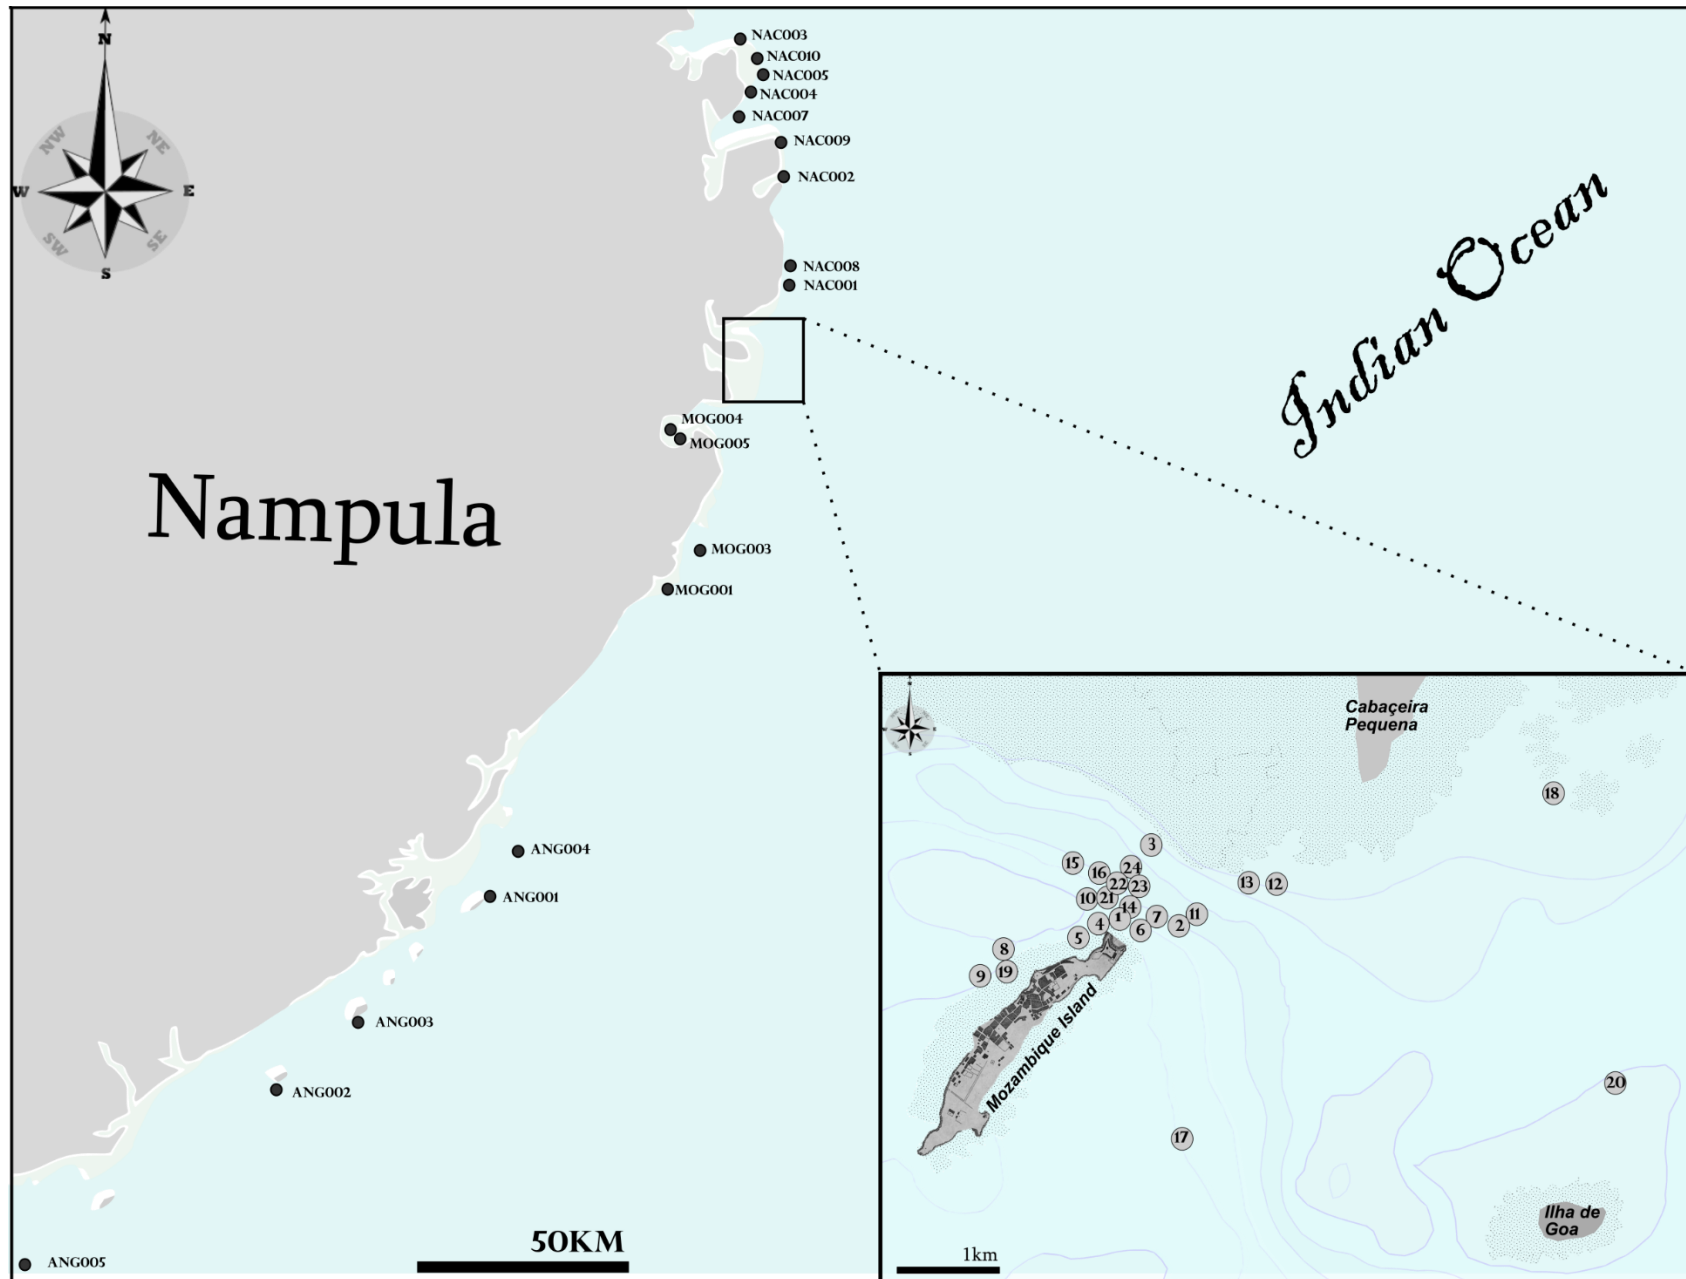 N
NW
NE
W
E
SW
SE
S
NAC003
NAC010
NAC005
NAC004
NAC007
NAC009
NAC002
NAC008
NAC001
Indian Ocean
MOG004
MOG005
Nampula
MOG003
MOG001
ANG004
ANG001
ANG003
ANG002
ANG005
50KM
Cabaçeira
Pequena
18
3
15
24
16
22
23
13
12
10
21
14
1
7
11
4
2
6
5
8
9
19
Mozambique Island
20
17
Ilha de
Goa
1km